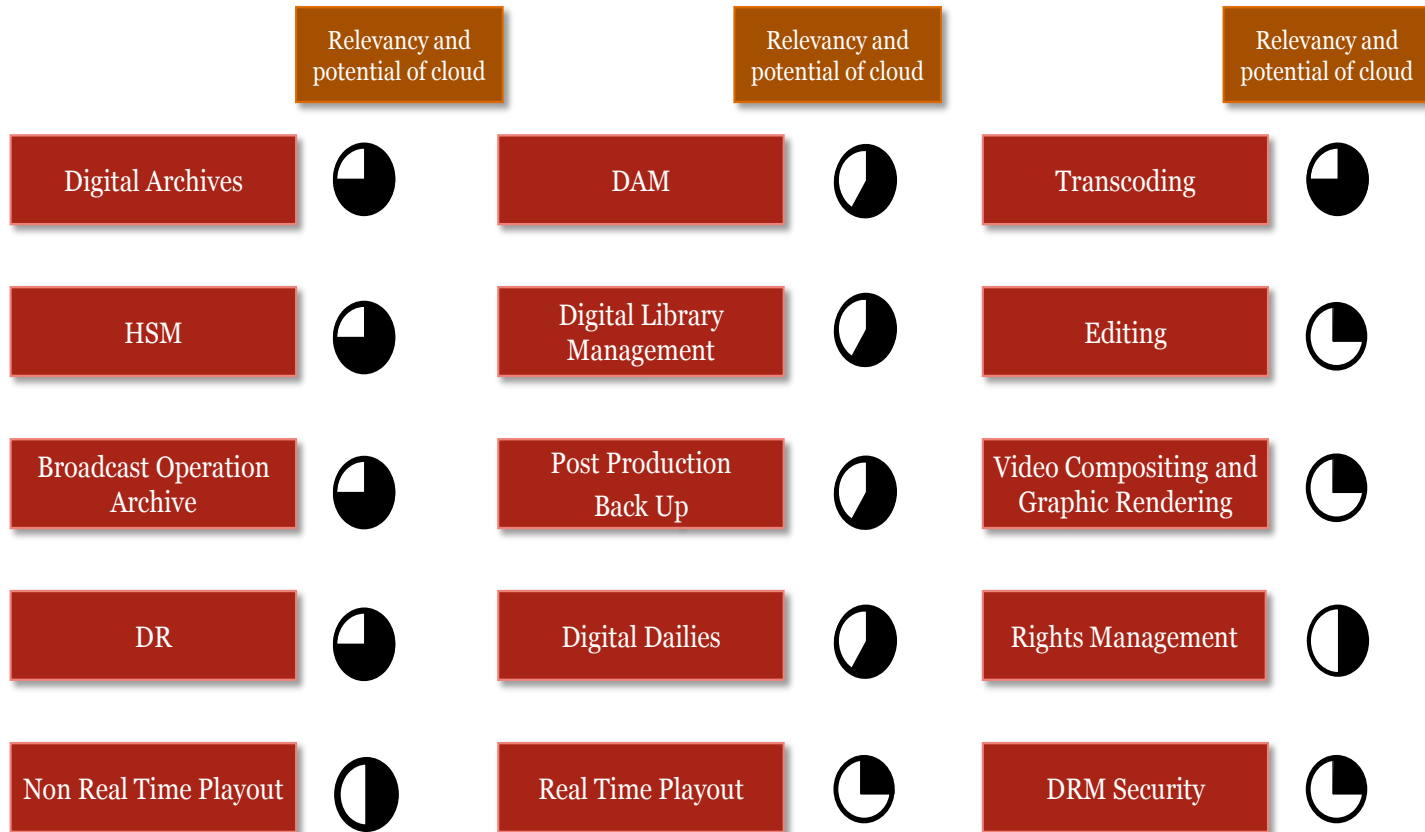 Relevancy and
potential of cloud
Relevancy and
potential of cloud
Relevancy and
potential of cloud
Digital Archives
DAM
Transcoding
HSM
Digital Library
Management
Editing
Broadcast Operation
Archive
Post Production
Back Up
Video Compositing and
Graphic Rendering
DR
Digital Dailies
Rights Management
Non Real Time Playout
Real Time Playout
DRM Security